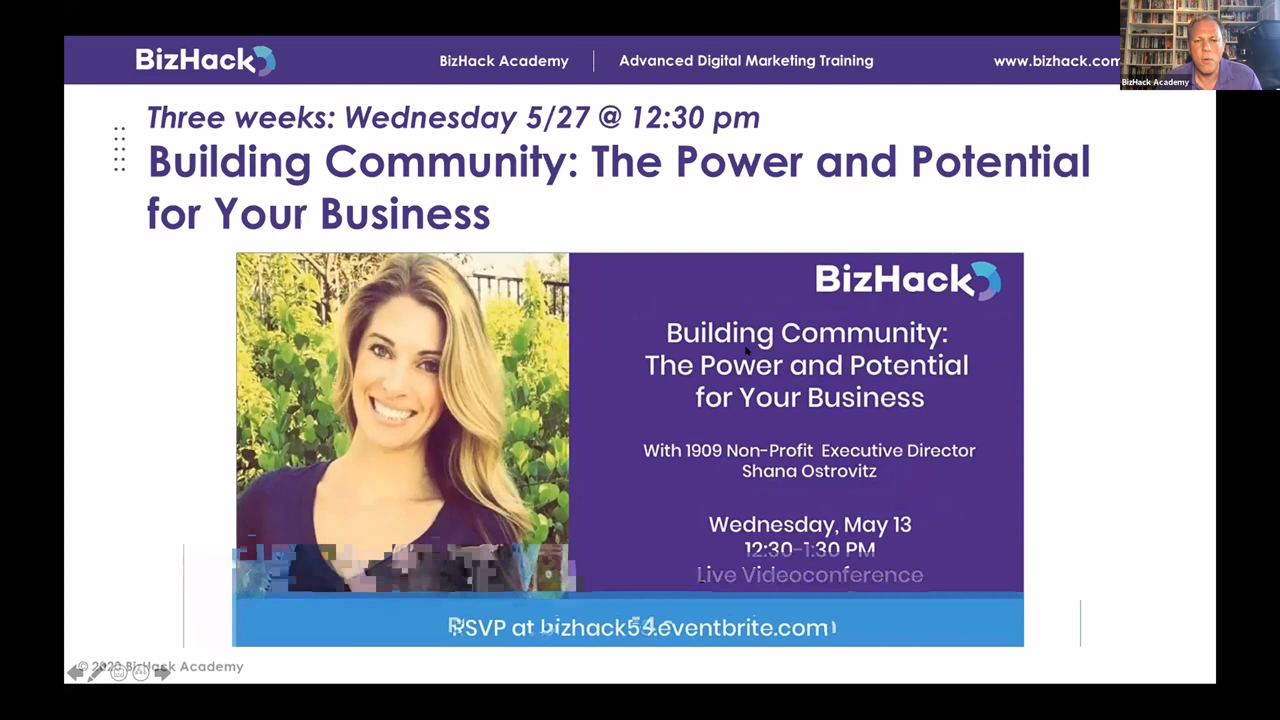 BizHack
BizHack Academy
Advanced Digital Marketing Training
www.bizhack.com
BizHack Academy
Three weeks: Wednesday 5/27 @ 12:30 pm
Building Community: The Power and Potential
for Your Business
BizHack
Building Community:
The Power and Potential
for Your Business
With 1909 Non-Profit Executive Director
Shana Ostrovitz
Wednesday, May 13
12:30-1:30 PM
Live Videoconference
RSVP at bizhack54.eventbrite.com
© 2020 BizHack Academy